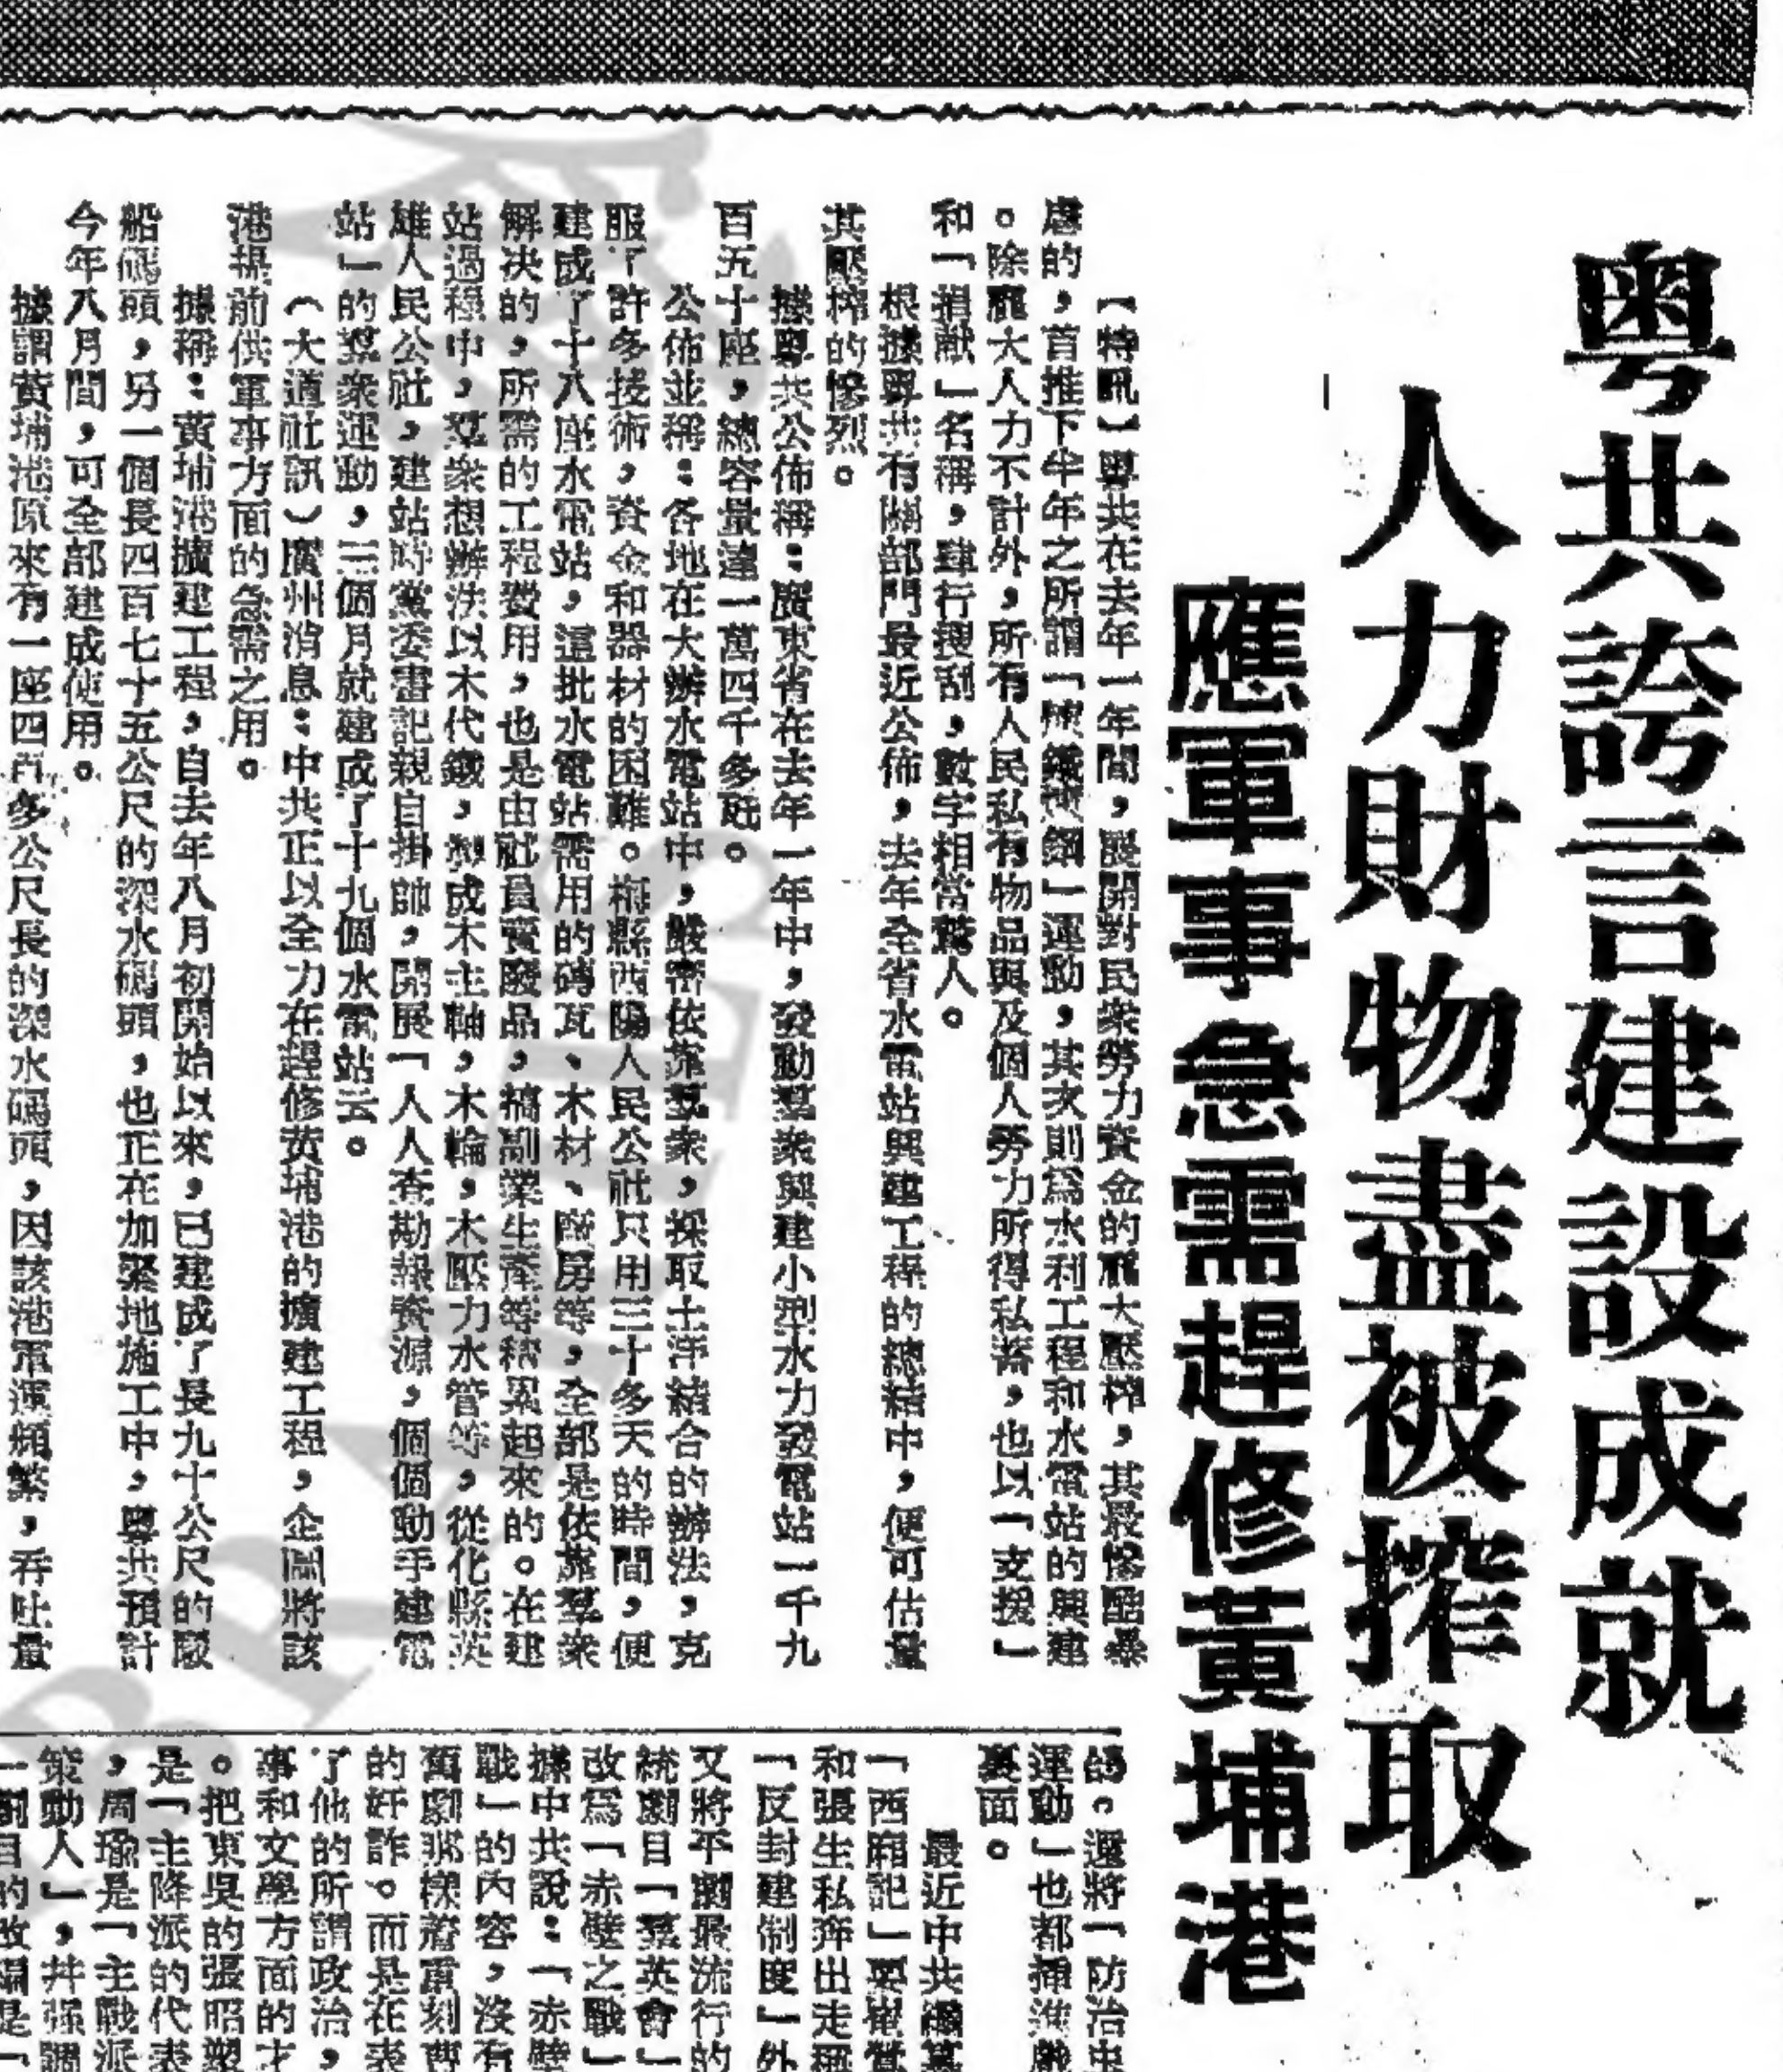 粤共誇言建設成就
人力財物盡被搾取
應軍事急需趕修黃埔港
【特訊】粤共在去年一年間，展開對民衆勞力資金的龐大壓榨，其最慘酷暴
虐的，首推下半年之所謂「煉鐵煉鋼」運動，其次則爲水利工程和水電站的興建
。除龐大人力不計外，所有人民私有物品與及個人勞力所得私蓄，也以「支援」
和「捐献」名稱，肆行搜刮，數字相當驚人。
根據粤共有關部門最近公佈，去年全省水電站興建工程的總結中，便可估量
其壓榨的慘烈。
據粤共公佈稱：廣東省在去年一年中，發動羣衆興建小型水力發電站一千九
百五十座，總容量達一萬四千多瓩。
公佈並稱：各地在大辦水電站中，嚴密依靠羣衆，採取土洋結合的辦法，克
服了許多技術，資金和器材的困難。梅縣西陽人民公社只用三十多天的時間，便
建成了十八座水電站，這批水電站需用的磚瓦、木材、廠房等，全部是依靠羣衆
解決的，所需的工程費用，也是由社員賣廢品，搞副業生產等積累起來的。在建
站過程中，羣衆想辦法以木代鐵，製成木主軸，木輪，木壓力水管等，從化縣英
雄人民公社，建站時黨委書記親自掛帥，開展「人人查勘報資源，個個動手建電
站」的羣衆運動，三個月就建成了十九個水電站云。
（大道社訊）廣州消息：中共正以全力在趕修黃埔港的擴建工程，企圖將該
港提前供軍事方面的急需之用。
據稱：黃埔港擴建工程，自去年八月初開始以來，已建成了長九十公尺的駁
船碼頭，另一個長四百七十五公尺的深水碼頭，也正在加緊地施工中，粤共預計
今年八月間，可全部建成使用。
據謂黃埔港原來有一座四百多公尺長的深水碼頭，因該港軍運頻繁，吞吐量
的。還將「防治虫
運動」也都揷進戲
裏面。
最近中共
「西廂記」要崔鶯
和張生私奔出走
「反封建制度」外
又將平劇最流行的
統劇目「羣英會」
改爲「赤壁之戰」
據中共說：「赤壁
戰」的內容，沒有
舊劇那樣着重刻曹
的奸詐。而是在表
了他的所謂政治，
事和文學方面的才
。把東吳的張昭塑
是「主降派的代表
，周瑜是「主戰派
策動人」，幷强調
一劇目的改編是「